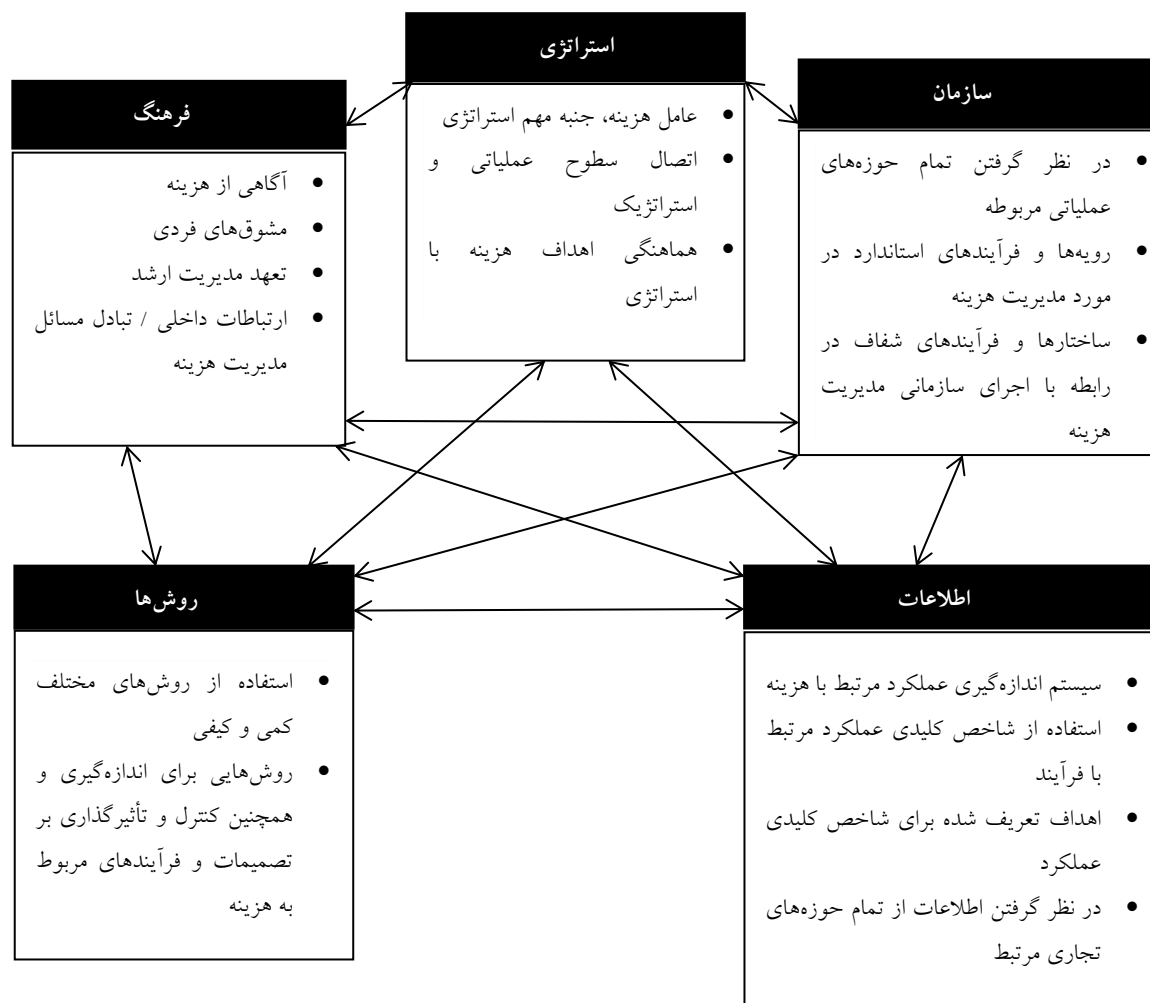 استراتژی
• عامل هزینه، جنبه مهم استراتژی
• اتصال سطوح عملیاتی و
استراتژیک
• هماهنگی اهداف هزینه با
استراتژی
سازمان
• در نظر گرفتن تمام حوزه‌های
عملیاتی مربوطه
• رویه‌ها و فرآیندهای استاندارد در
مورد مدیریت هزینه
• ساختارها و فرآیندهای شفاف در
رابطه با اجرای سازمانی مدیریت
هزینه
فرهنگ
• آگاهی از هزینه
• مشوق‌های فردی
• تعهد مدیریت ارشد
• ارتباطات داخلی / تبادل مسائل
مدیریت هزینه
اطلاعات
• سیستم اندازه‌گیری عملکرد مرتبط با هزینه
• استفاده از شاخص کلیدی عملکرد مرتبط
با فرآیند
• اهداف تعریف شده برای شاخص کلیدی
عملکرد
• در نظر گرفتن اطلاعات از تمام حوزه‌های
تجاری مرتبط
روش‌ها
• استفاده از روش‌های مختلف
کمی و کیفی
• روش‌هایی برای اندازه‌گیری و
همچنین کنترل و تأثیرگذاری بر
تصمیمات و فرآیندهای مربوط
به هزینه